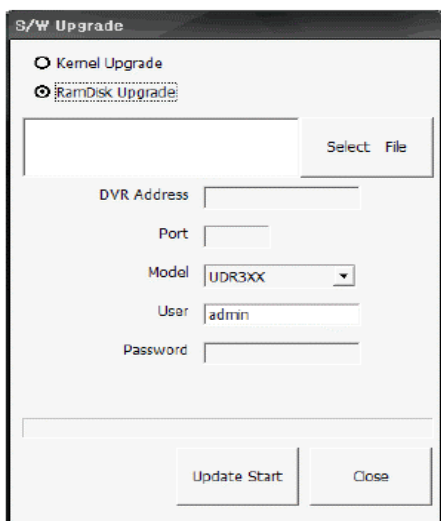 S/W Upgrade
Kernel Upgrade
RamDisk Upgrade
Select File
DVR Address
Port
Model UDR3XX
User admin
Password
Update Start Close